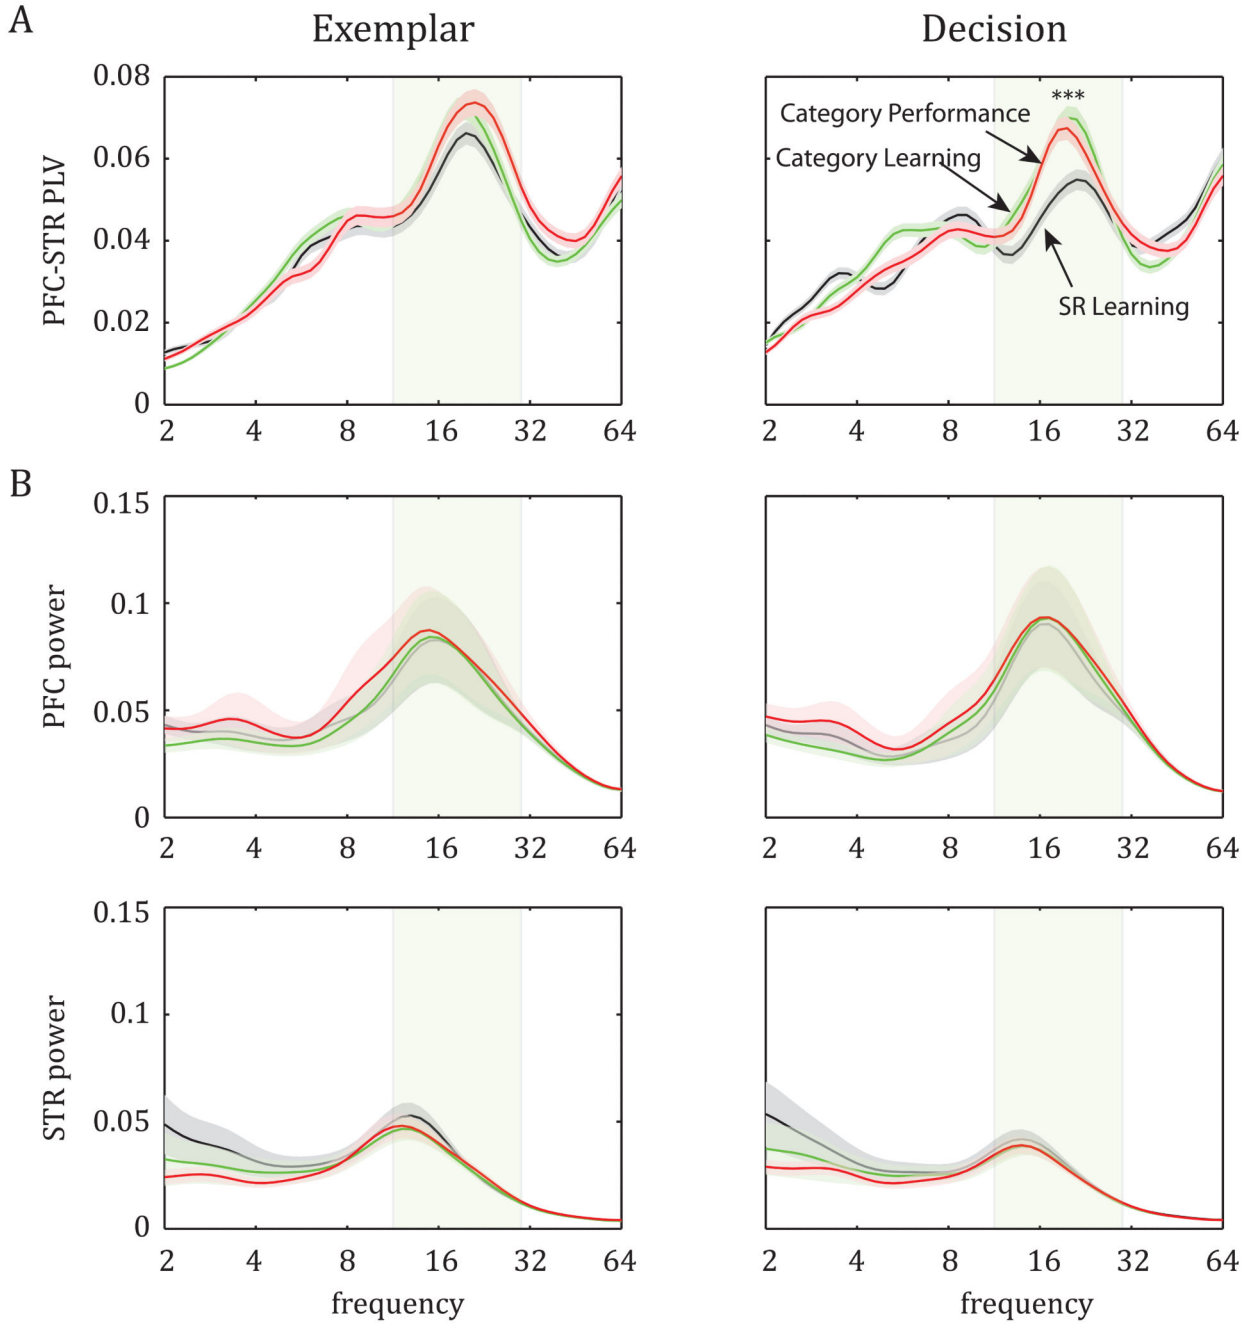 A
Exemplar
Decision
PFC-STR PLV
0.08
0.06
0.04
0.02
0
2 4 8 16 32 64
***
Category Performance
Category Learning
SR Learning
2 4 8 16 32 64
B
PFC power
0.15
0.1
0.05
0
2 4 8 16 32 64
2 4 8 16 32 64
STR power
0.15
0.1
0.05
0
2 4 8 16 32 64
frequency
2 4 8 16 32 64
frequency